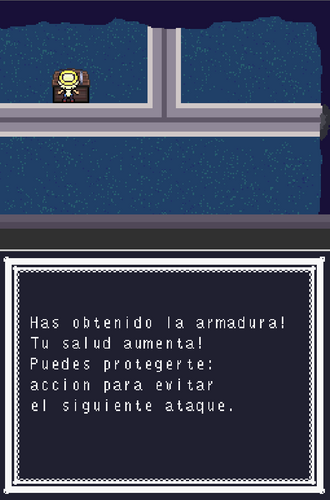 Has obtenido la armadura!
Tu salud aumenta!
Puedes protegerte:
accion para evitar
el siguiente ataque.